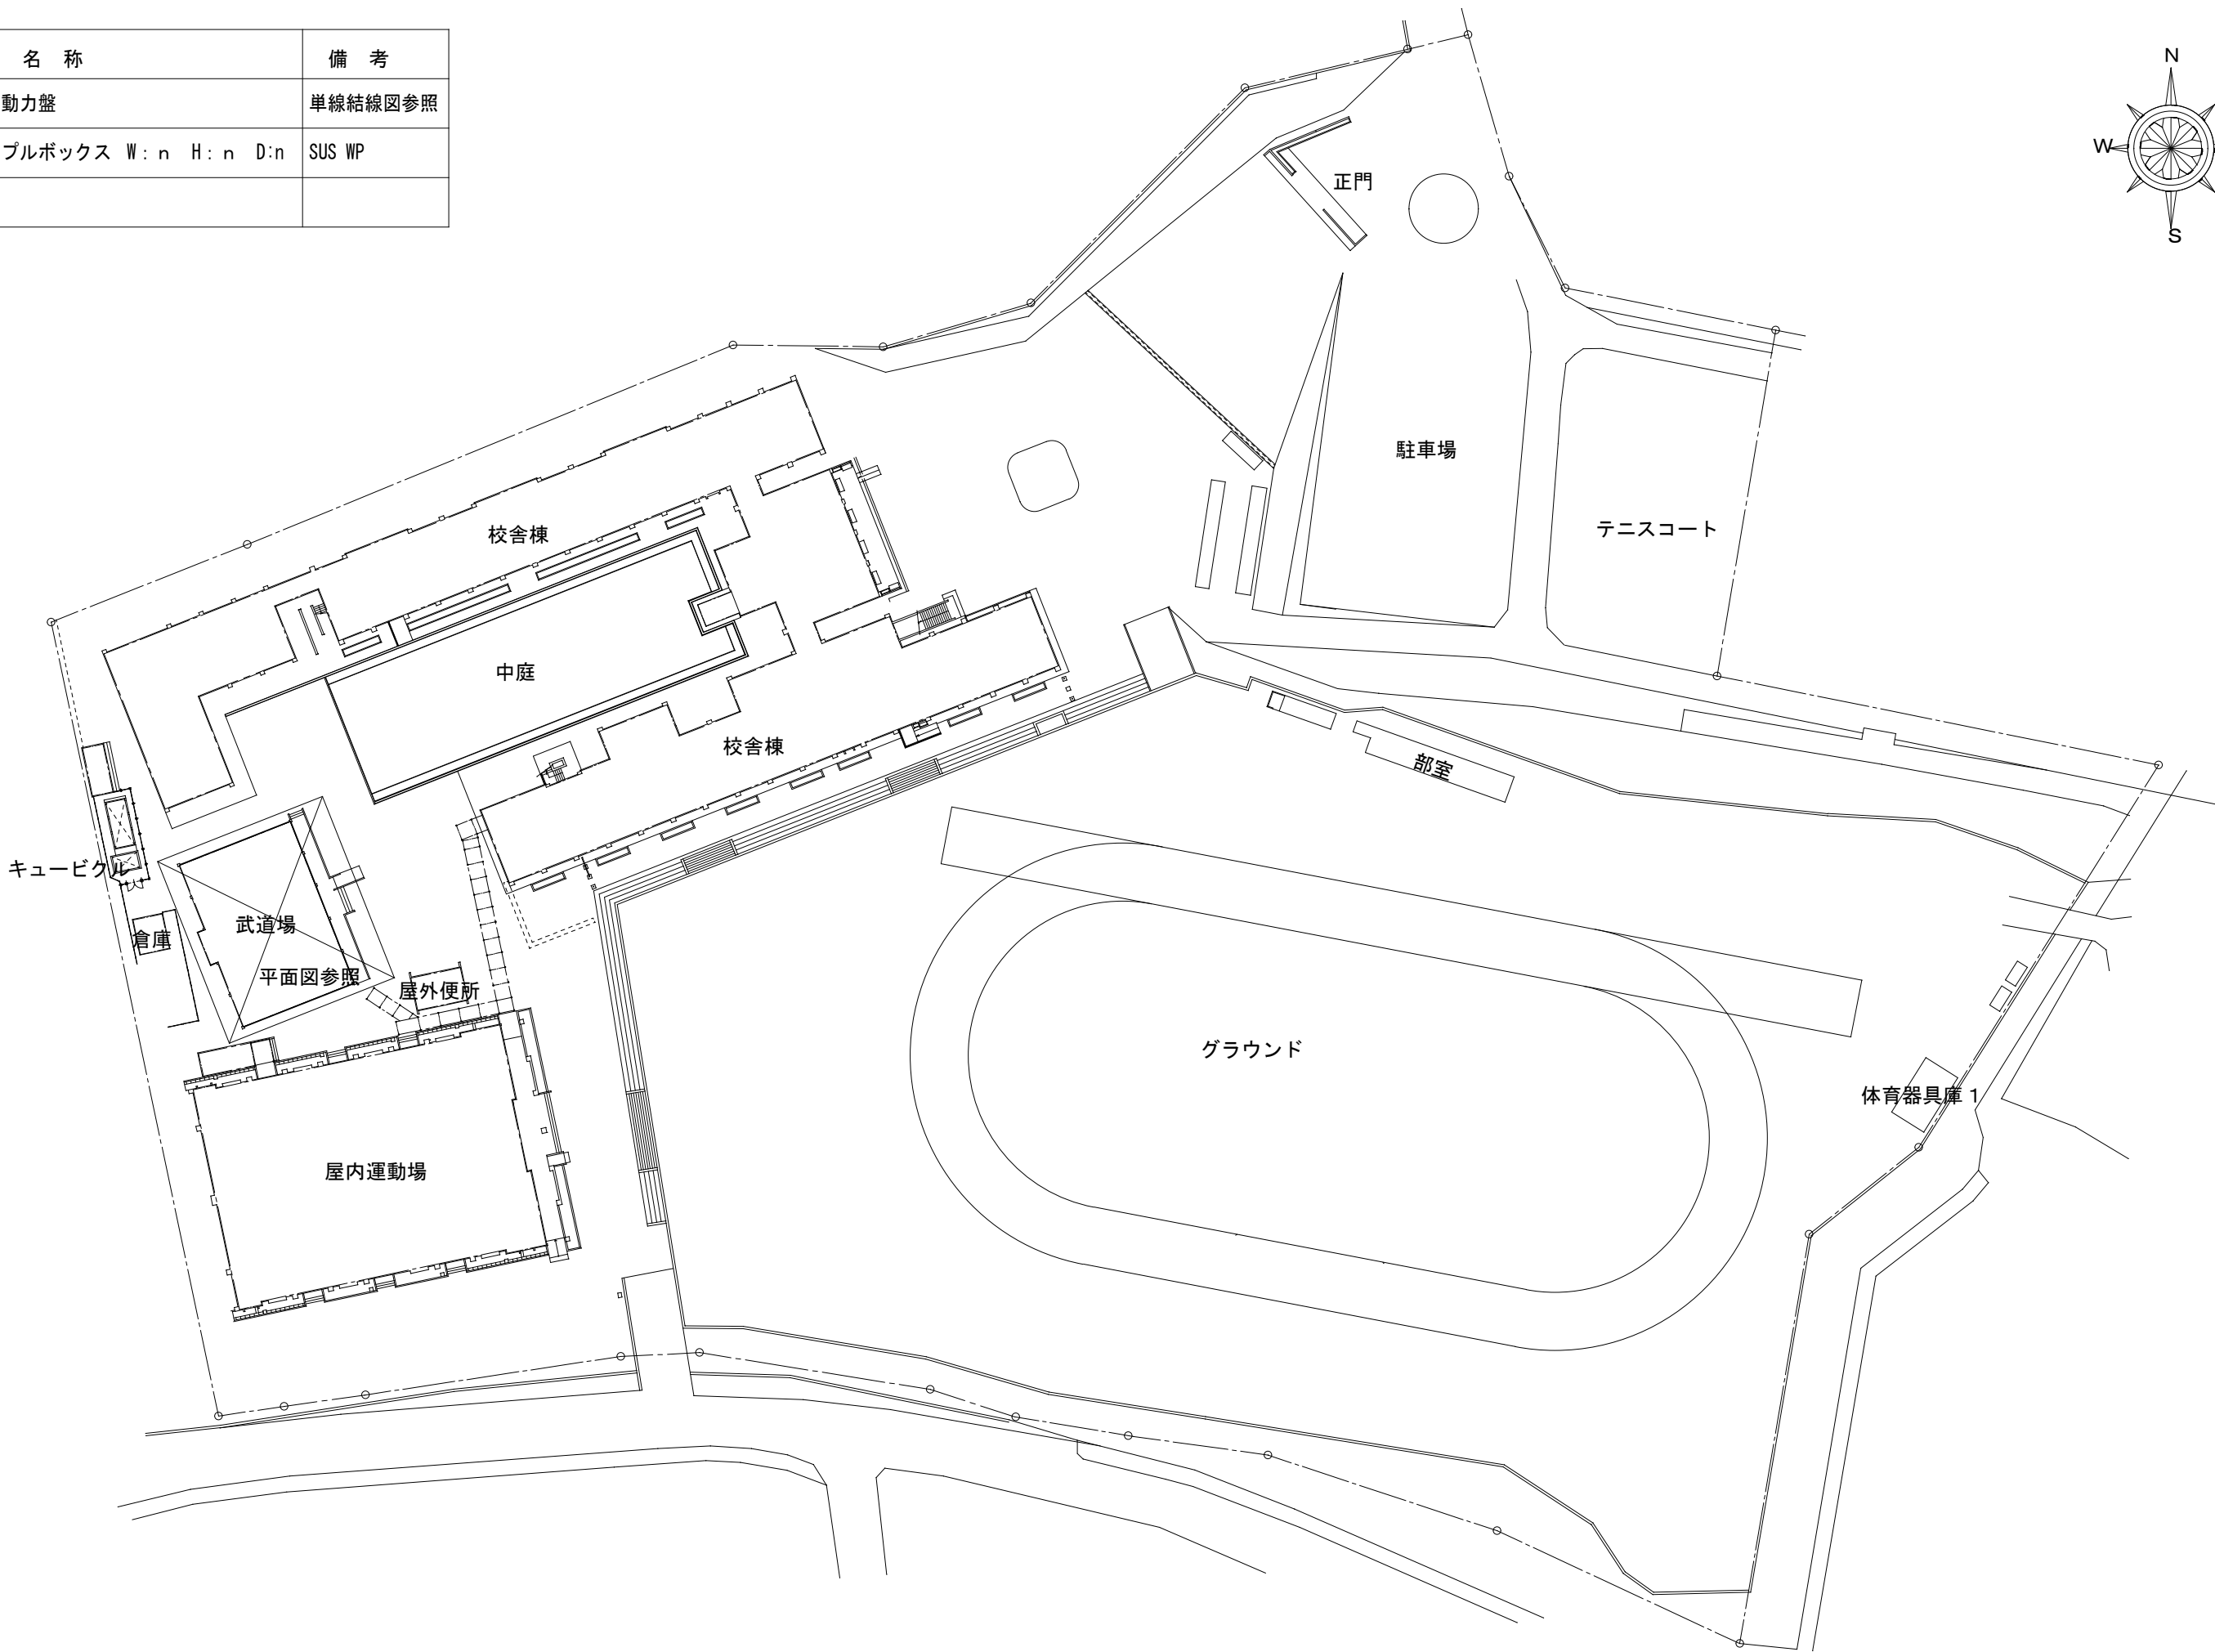 名 称 備 考
動力盤 単線結線図参照
プルボックス W:n H:n D:n SUS WP
N
W
S
正門
駐車場
テニスコート
校舎棟
中庭
校舎棟
部室
キュービクル
武道場
倉庫
平面図参照
屋外便所
グラウンド
体育器具庫1
屋内運動場